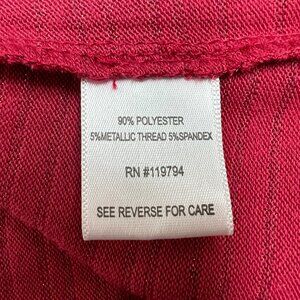 90% POLYESTER
5%METALLIC THREAD 5%SPANDEX
RN #119794
SEE REVERSE FOR CARE